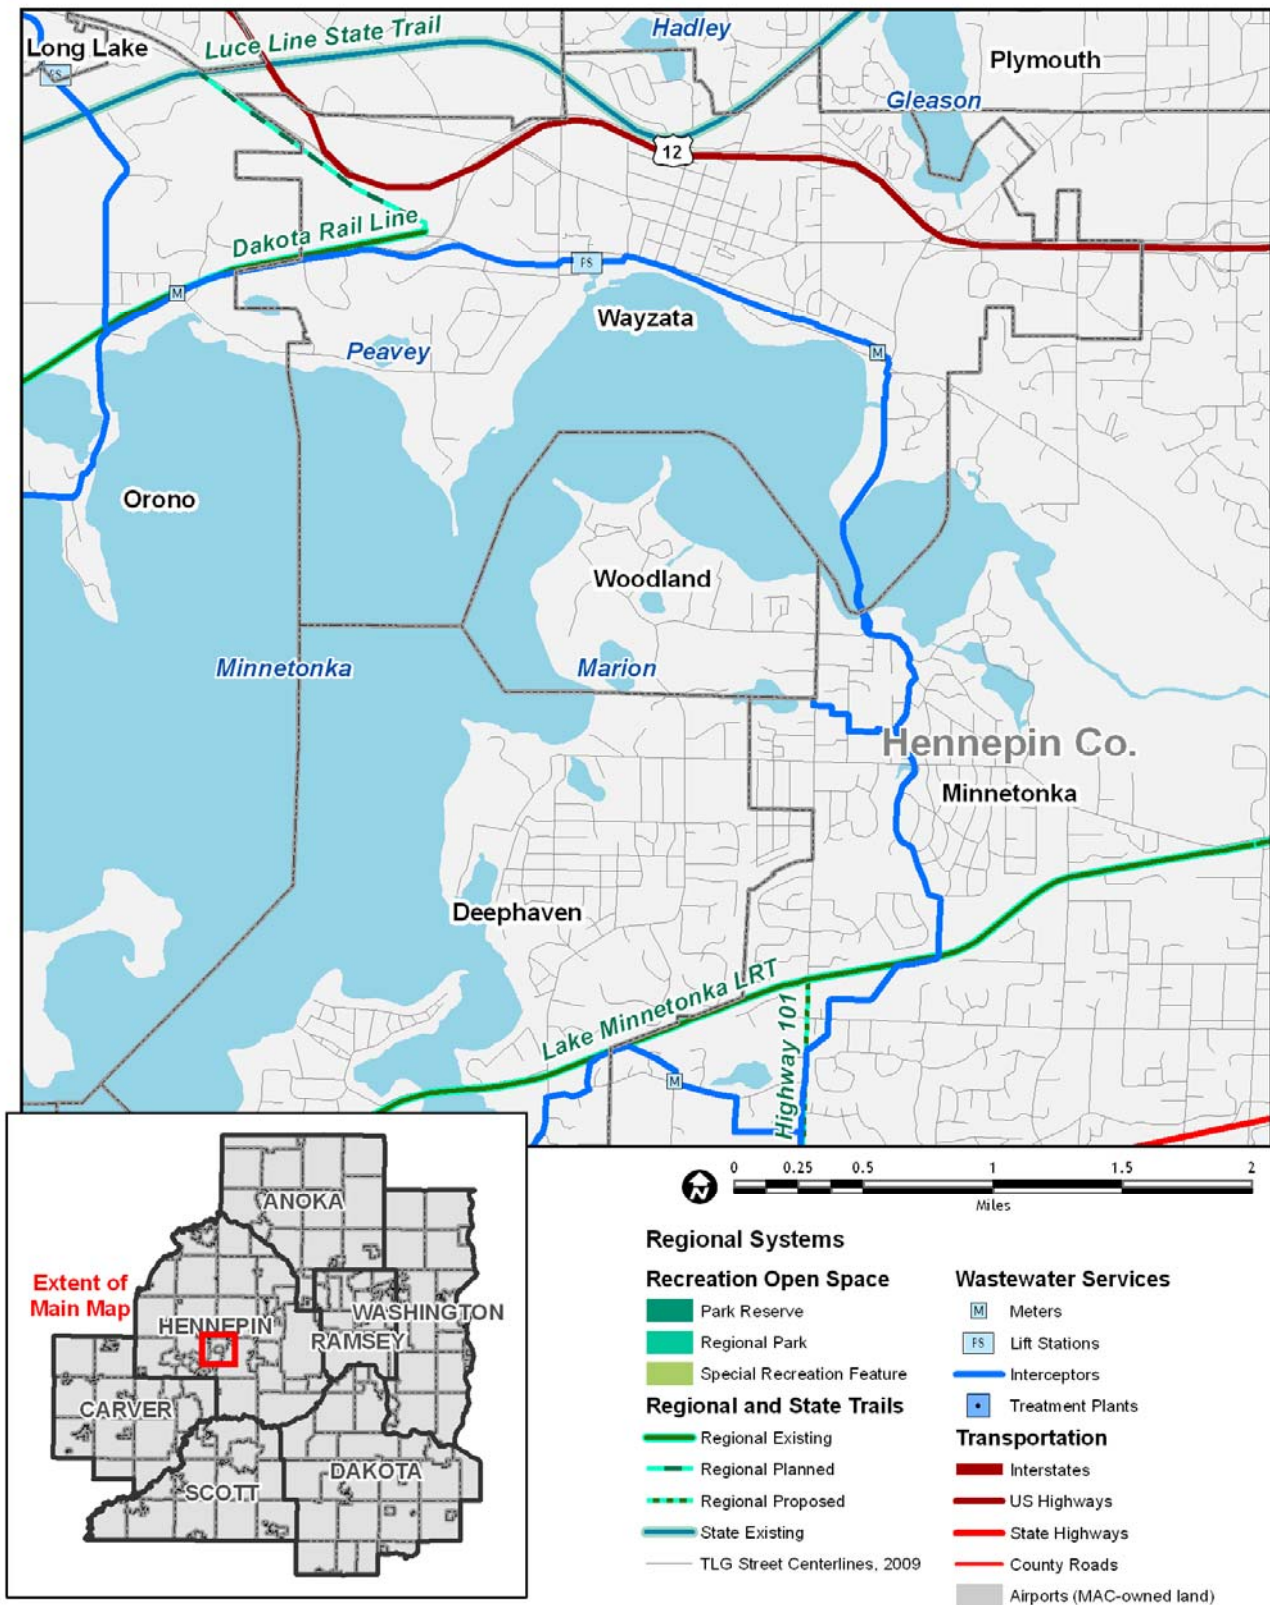 Long Lake
Luce Line State Trail
Hadley
Plymouth
FS
Gleason
12
Dakota Rail Line
FS
M
Wayzata
Peavey
M
Orono
Woodland
Minnetonka
Marion
Hennepin Co.
Minnetonka
Deephaven
Lake Minnetonka LRT
Highway 101
M
Extent of
Main Map
ANOKA
HENNEPIN
WASHINGTON
RAMSEY
CARVER
SCOTT
DAKOTA
N
0 0.25 0.5 1 1.5 2
Miles
Regional Systems
Recreation Open Space
Park Reserve
Regional Park
Special Recreation Feature
Regional and State Trails
Regional Existing
Regional Planned
Regional Proposed
State Existing
TLG Street Centerlines, 2009
Wastewater Services
M Meters
FS Lift Stations
Interceptors
Treatment Plants
Transportation
Interstates
US Highways
State Highways
County Roads
Airports (MAC-owned land)